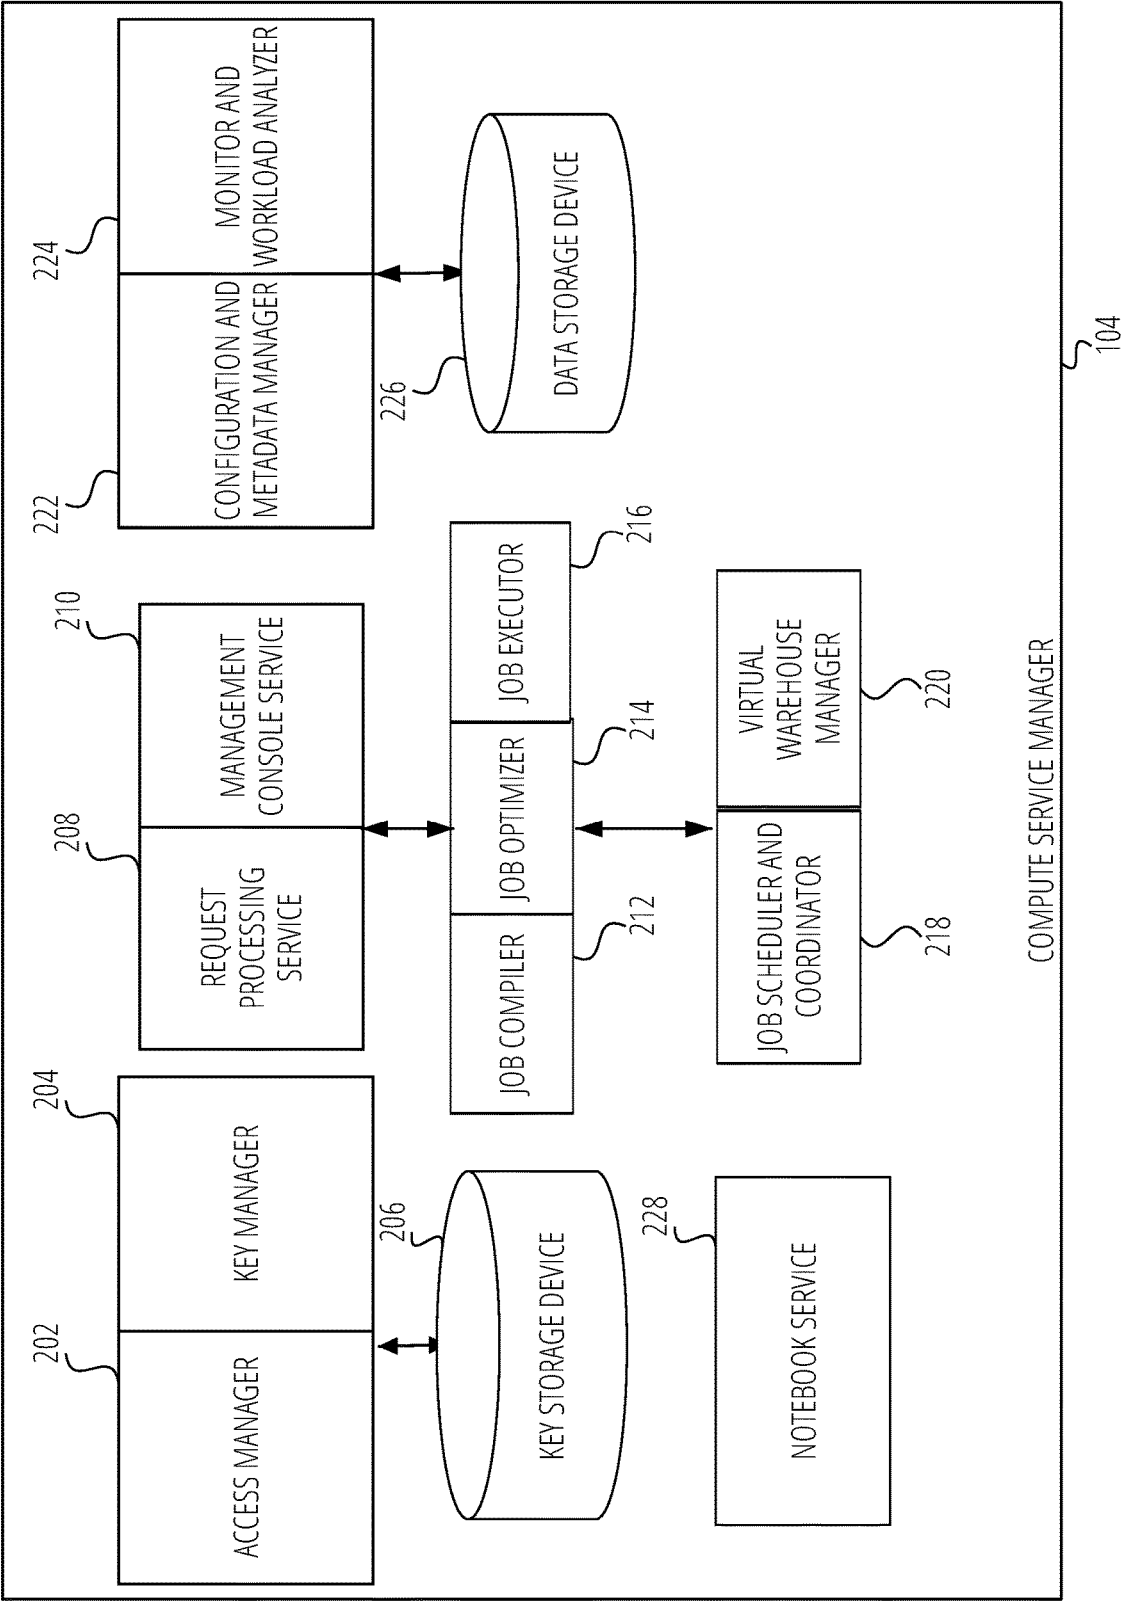 202
204
ACCESS MANAGER
KEY MANAGER
206
KEY STORAGE DEVICE
228
NOTEBOOK SERVICE
208
210
REQUEST
PROCESSING
SERVICE
MANAGEMENT
CONSOLE SERVICE
JOB COMPILER
JOB OPTIMIZER
JOB EXECUTOR
212
214
216
JOB SCHEDULER AND
COORDINATOR
VIRTUAL
WAREHOUSE
MANAGER
218
220
222
224
CONFIGURATION AND
METADATA MANAGER
MONITOR AND
WORKLOAD ANALYZER
226
DATA STORAGE DEVICE
COMPUTE SERVICE MANAGER
104